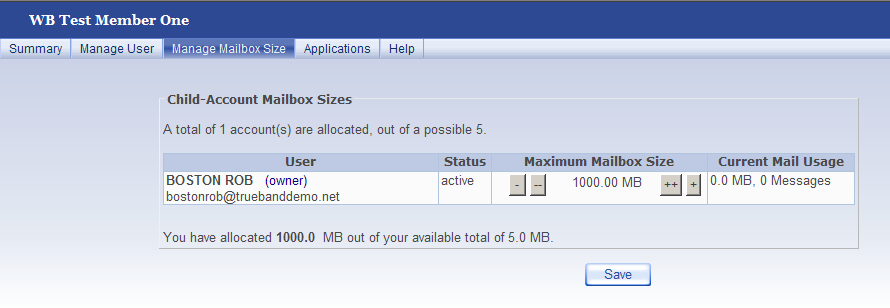 WB Test Member One
Summary Manage User Manage Mailbox Size Applications Help
Child-Account Mailbox Sizes
A total of 1 account(s) are allocated, out of a possible 5.
User Status Maximum Mailbox Size Current Mail Usage
BOSTON ROB (owner) active - -- 1000.00 MB ++ + 0.0 MB, 0 Messages
bostonrob@truebanddemo.net
You have allocated 1000.0 MB out of your available total of 5.0 MB.
Save